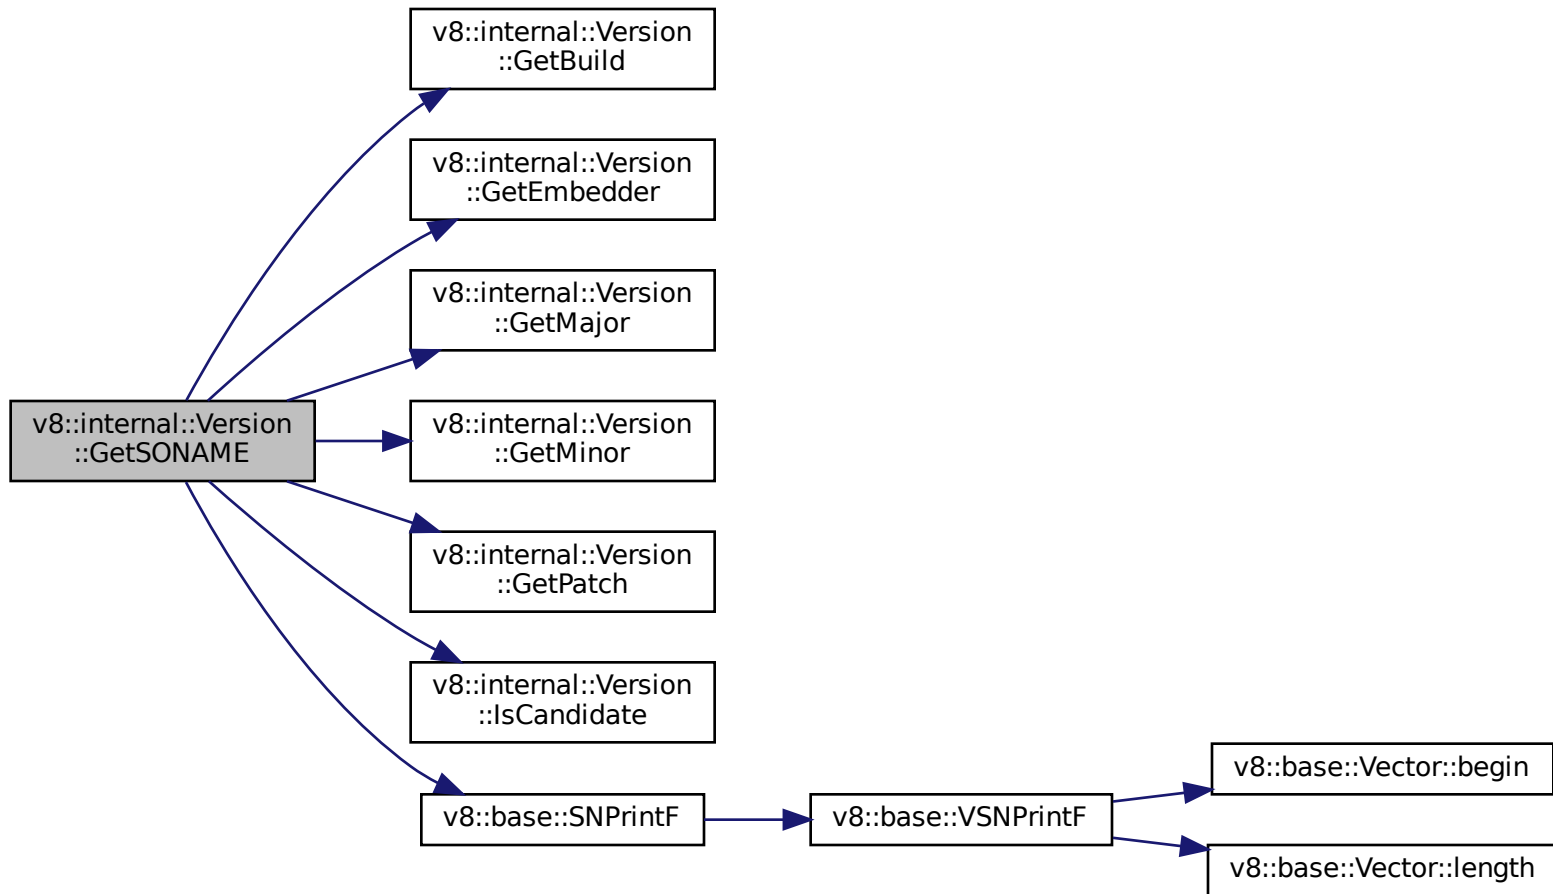 v8::internal::Version
::GetBuild
v8::internal::Version
::GetEmbedder
v8::internal::Version
::GetMajor
v8::internal::Version
::GetSONAME
v8::internal::Version
::GetMinor
v8::internal::Version
::GetPatch
v8::internal::Version
::IsCandidate
v8::base::SNPrintF
v8::base::VSNPrintF
v8::base::Vector::begin
v8::base::Vector::length